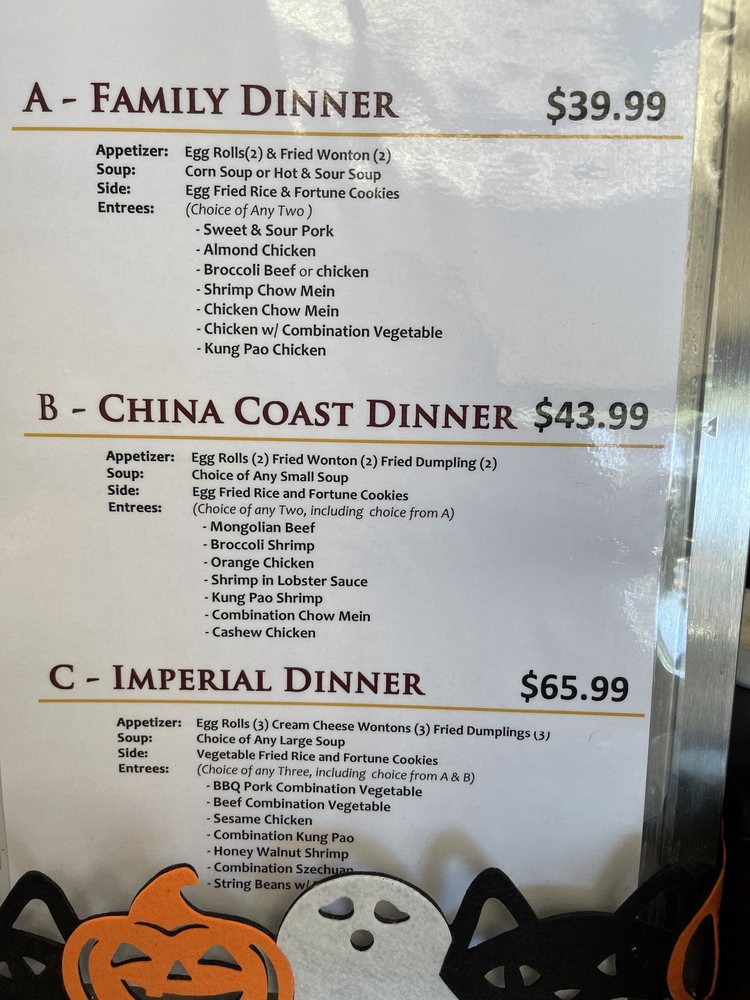 A - FAMILY DINNER $39.99
Appetizer: Egg Rolls(2) & Fried Wonton (2)
Soup: Corn Soup or Hot & Sour Soup
Side: Egg Fried Rice & Fortune Cookies
Entrees: (Choice of Any Two )
- Sweet & Sour Pork
- Almond Chicken
- Broccoli Beef or chicken
- Shrimp Chow Mein
- Chicken Chow Mein
- Chicken w/ Combination Vegetable
- Kung Pao Chicken
B - CHINA COAST DINNER $43.99
Appetizer: Egg Rolls (2) Fried Wonton (2) Fried Dumpling (2)
Soup: Choice of Any Small Soup
Side: Egg Fried Rice and Fortune Cookies
Entrees: (Choice of any Two, including choice from A)
- Mongolian Beef
- Broccoli Shrimp
- Orange Chicken
- Shrimp in Lobster Sauce
- Kung Pao Shrimp
- Combination Chow Mein
- Cashew Chicken
C - IMPERIAL DINNER $65.99
Appetizer: Egg Rolls (3) Cream Cheese Wontons (3) Fried Dumplings (3)
Soup: Choice of Any Large Soup
Side: Vegetable Fried Rice and Fortune Cookies
Entrees: (Choice of any Three, including choice from A & B)
- BBQ Pork Combination Vegetable
- Beef Combination Vegetable
- Sesame Chicken
- Combination Kung Pao
- Honey Walnut Shrimp
- Combination Szechuan
- String Beans w/